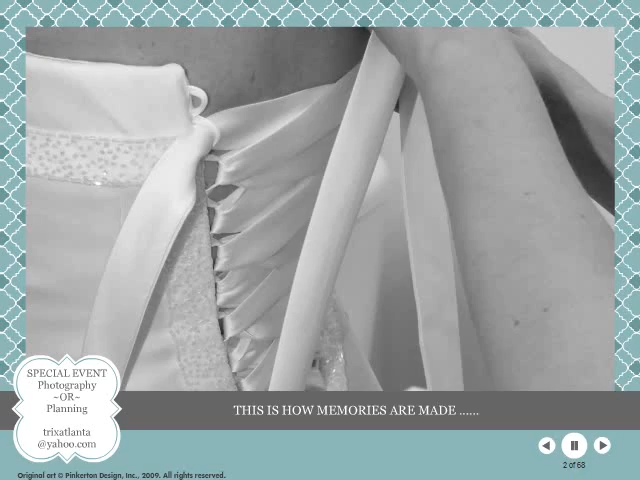 SPECIAL EVENT
Photography
~OR~
Planning
trixatlanta
@yahoo.com
THIS IS HOW MEMORIES ARE MADE ......
2 of 68
Original art © Pinkerton Design, Inc., 2009. All rights reserved.